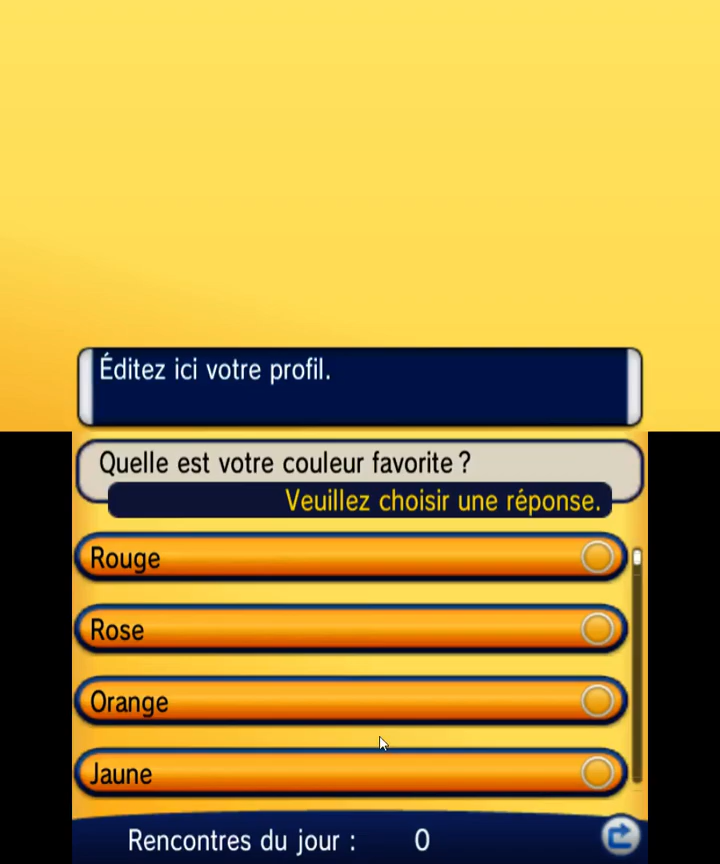 Éditez ici votre profil.
Quelle est votre couleur favorite ?
Veuillez choisir une réponse.
Rouge
Rose
Orange
Jaune
Rencontres du jour : 0